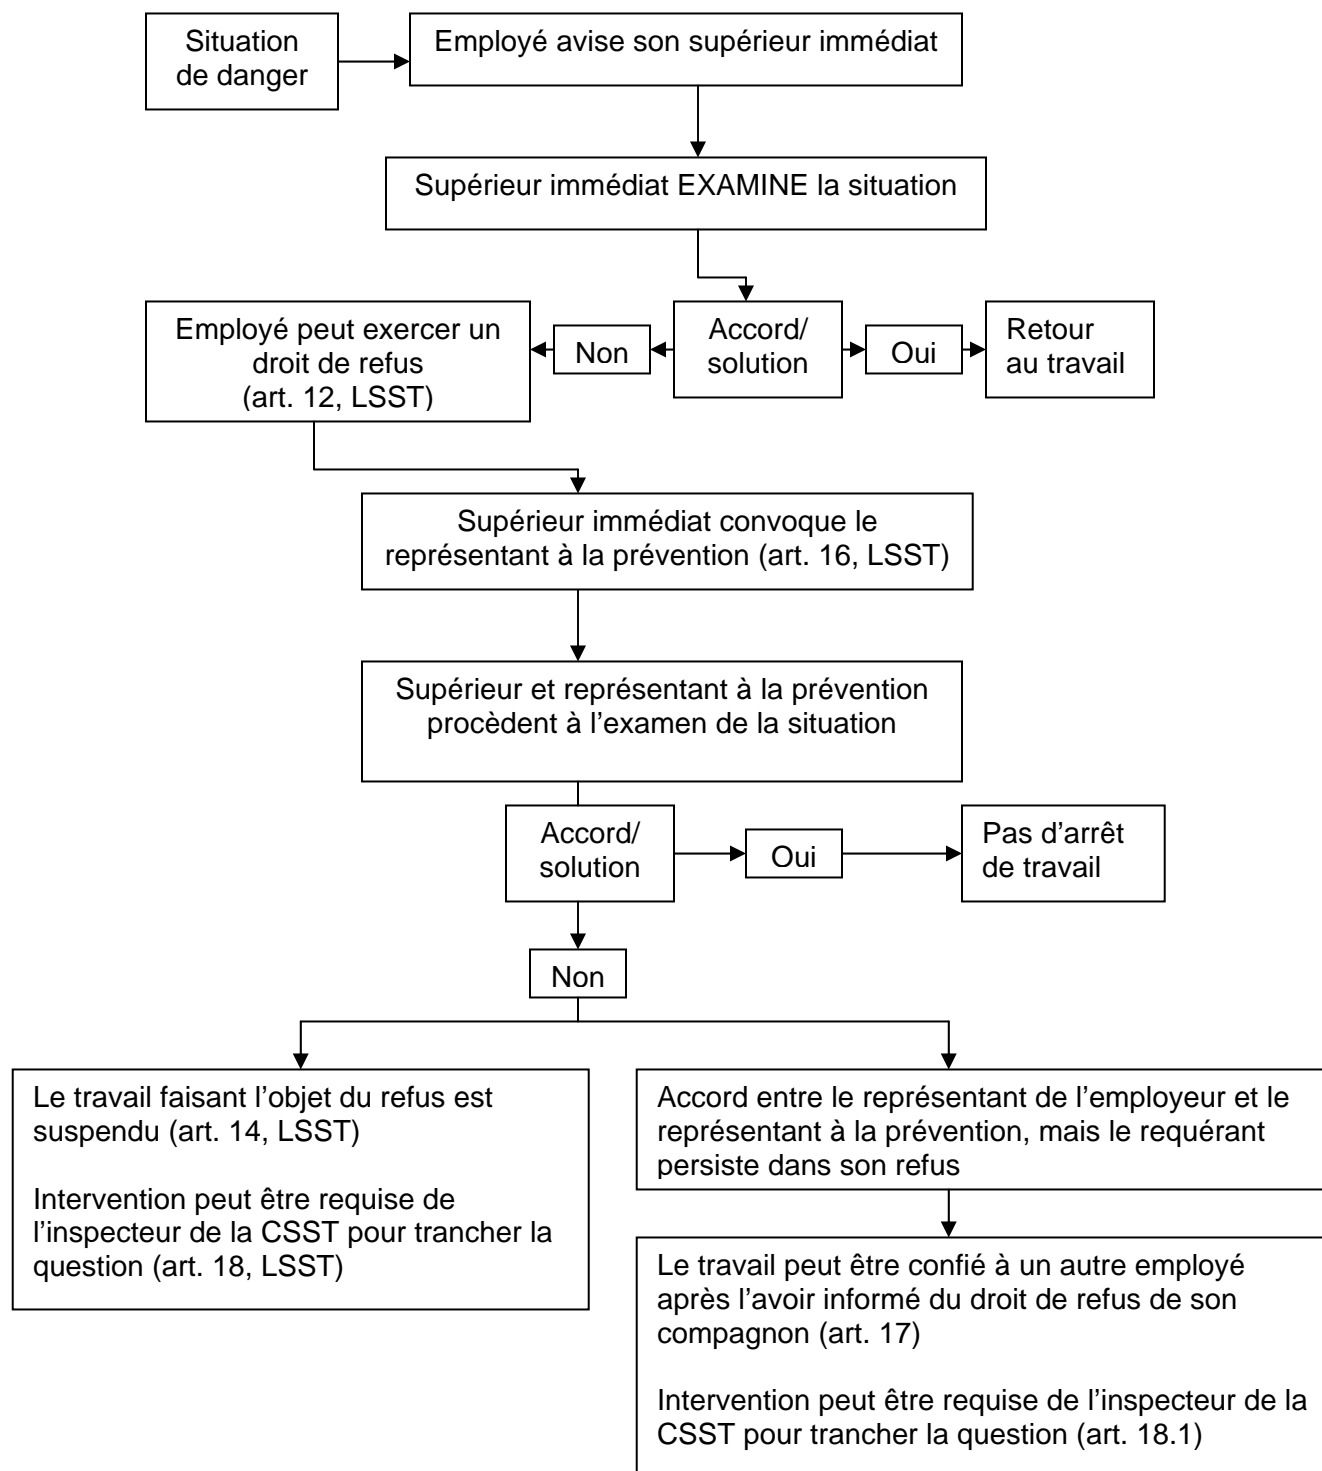 Situation
de danger
Employé avise son supérieur immédiat
Supérieur immédiat EXAMINE la situation
Employé peut exercer un
droit de refus
(art. 12, LSST)
Non
Accord/
solution
Oui
Retour
au travail
Supérieur immédiat convoque le
représentant à la prévention (art. 16, LSST)
Supérieur et représentant à la prévention
procèdent à l’examen de la situation
Accord/
solution
Oui
Pas d’arrêt
de travail
Non
Le travail faisant l’objet du refus est
suspendu (art. 14, LSST)
Intervention peut être requise de
l’inspecteur de la CSST pour trancher la
question (art. 18, LSST)
Accord entre le représentant de l’employeur et le
représentant à la prévention, mais le requérant
persiste dans son refus
Le travail peut être confié à un autre employé
après l’avoir informé du droit de refus de son
compagnon (art. 17)
Intervention peut être requise de l’inspecteur de la
CSST pour trancher la question (art. 18.1)